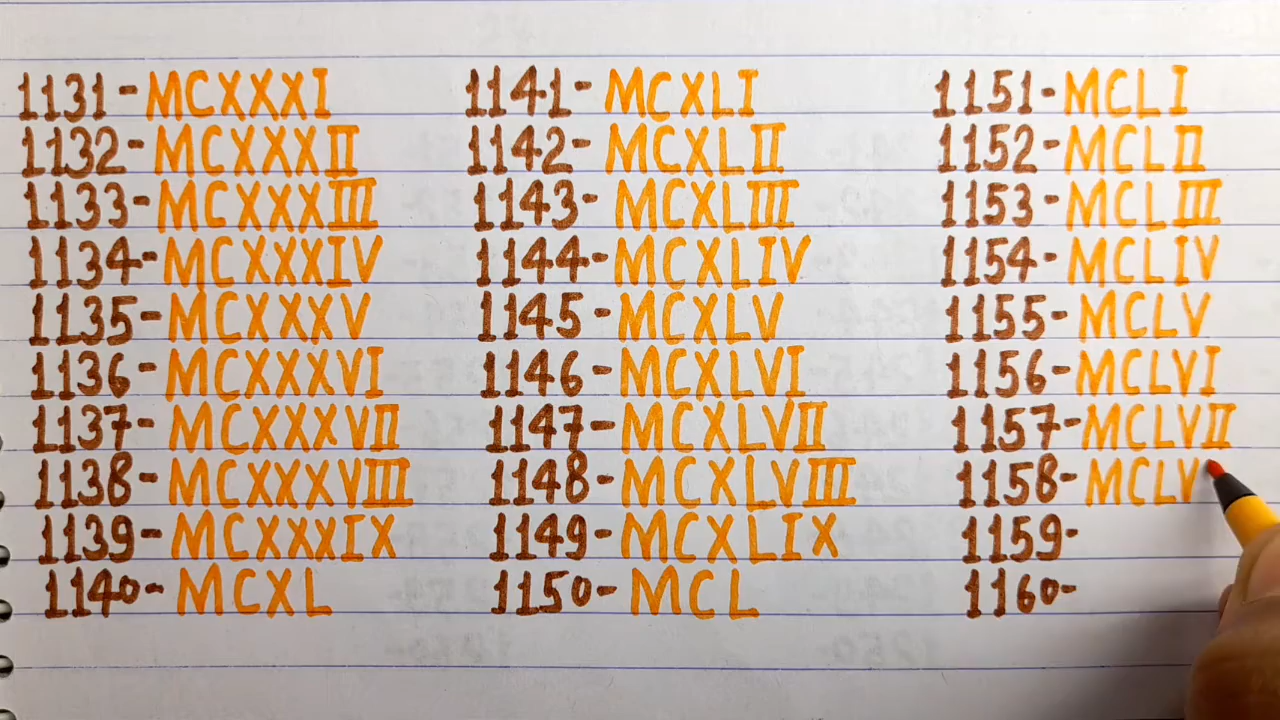 1131- MCXXXI
1132- MCXXXII
1133- MCXXXIII
1134- MCXXXIV
1135- MCXXXV
1136- MCXXXVI
1137- MCXXXVII
1138- MCXXXVIII
1139- MCXXXIX
1140- MCXL
1141- MCXLI
1142- MCXLII
1143- MCXLIII
1144- MCXLIV
1145- MCXLV
1146- MCXLVI
1147- MCXLVII
1148- MCXLVIII
1149- MCXLIX
1150- MCL
1151- MCLI
1152- MCLII
1153- MCLIII
1154- MCLIV
1155- MCLV
1156- MCLVI
1157- MCLVII
1158- MCLV
1159-
1160-